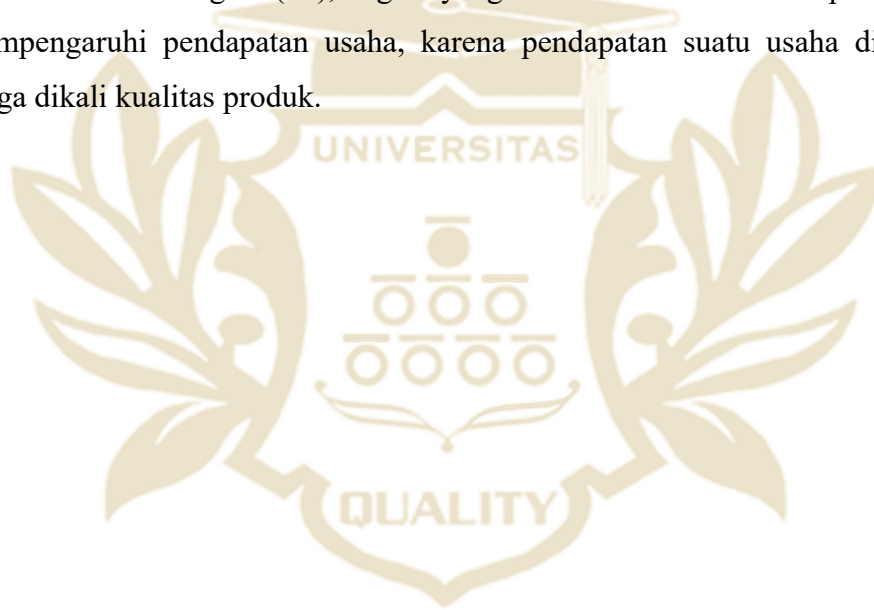 mpengaruhi pendapatan usaha, karena pendapatan suatu usaha di
ga dikali kualitas produk.
UNIVERSITAS
QUALITY